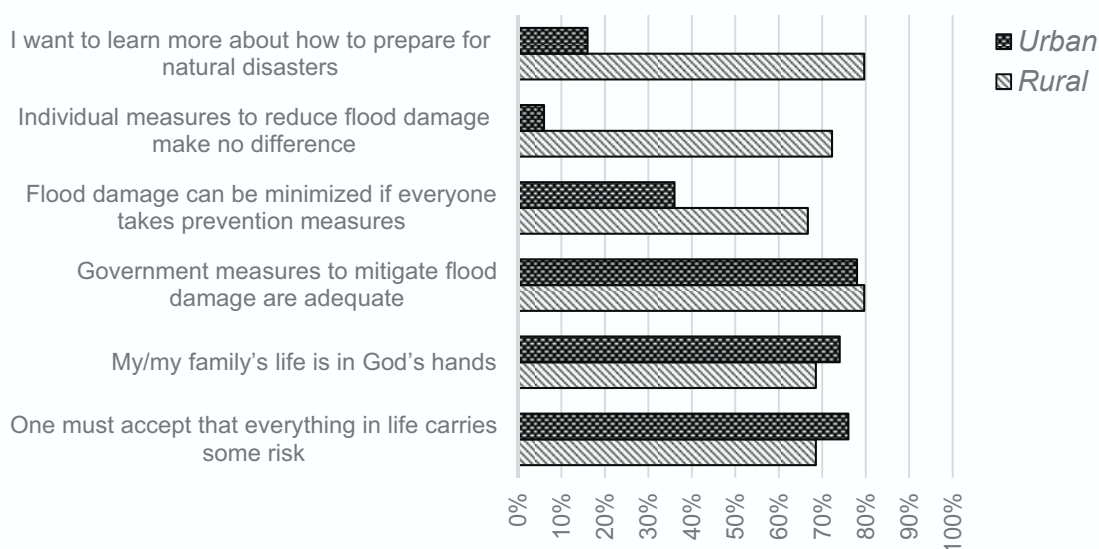 I want to learn more about how to prepare for
natural disasters
Individual measures to reduce flood damage
make no difference
Flood damage can be minimized if everyone
takes prevention measures
Government measures to mitigate flood
damage are adequate
My/my family's life is in God's hands
One must accept that everything in life carries
some risk
0%
10%
20%
30%
40%
50%
60%
70%
80%
90%
100%
Urban
Rural